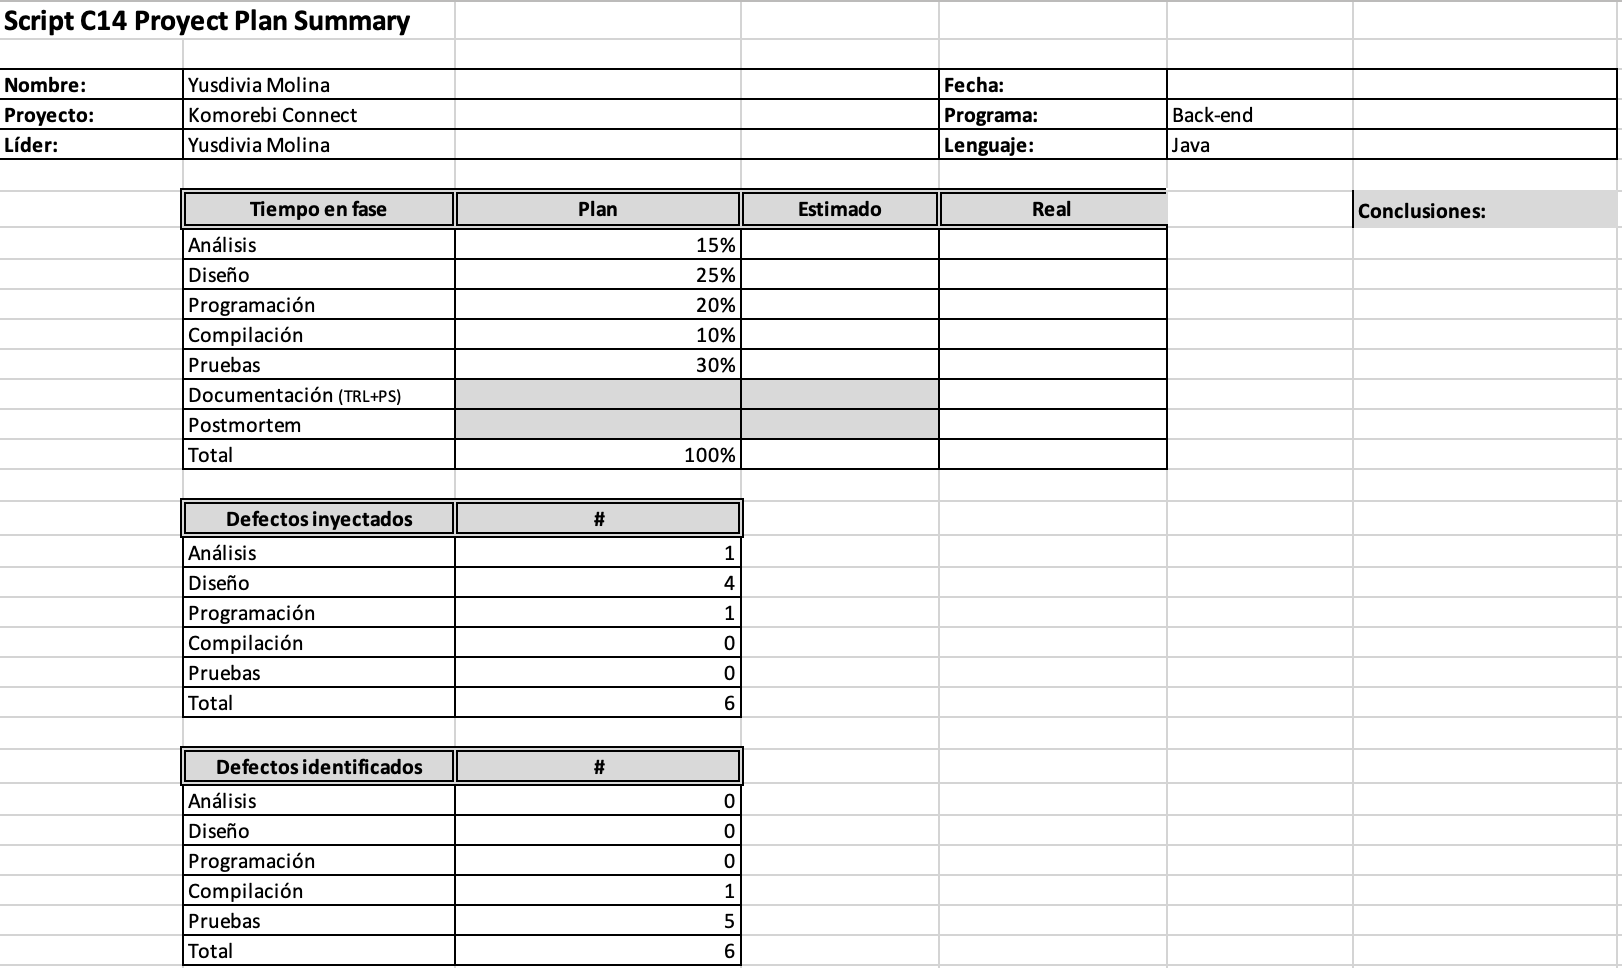 Script C14 Proyect Plan Summary
Nombre: Yusdivia Molina Fecha:
Proyecto: Komorebi Connect Programa: Back-end
Líder: Yusdivia Molina Lenguaje: Java
Tiempo en fase Plan Estimado Real Conclusiones:
Análisis 15%
Diseño 25%
Programación 20%
Compilación 10%
Pruebas 30%
Documentación (TRL+PS)
Postmortem
Total 100%
Defectos inyectados #
Análisis 1
Diseño 4
Programación 1
Compilación 0
Pruebas 0
Total 6
Defectos identificados #
Análisis 0
Diseño 0
Programación 0
Compilación 1
Pruebas 5
Total 6